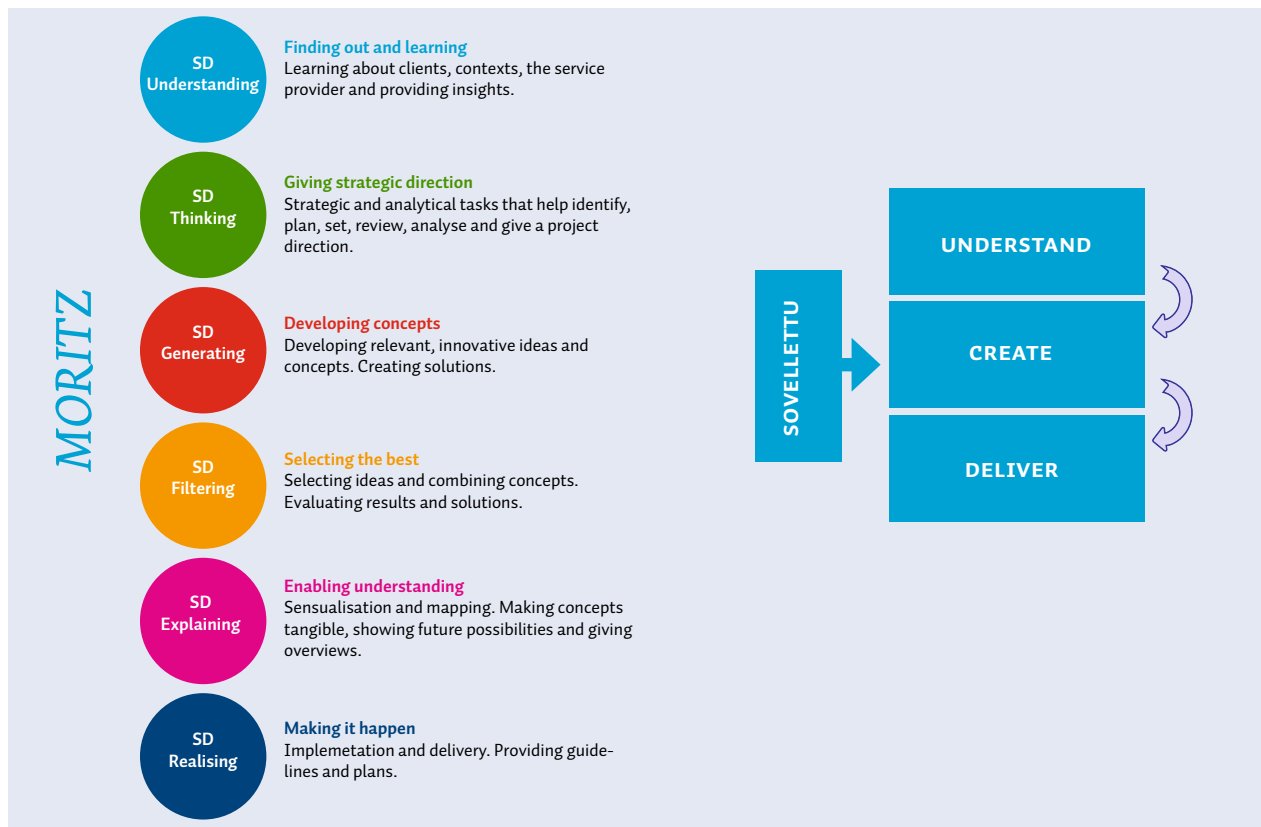 MORITZ
SD
Understanding
Finding out and learning
Learning about clients, contexts, the service
provider and providing insights.
SD
Thinking
Giving strategic direction
Strategic and analytical tasks that help identify,
plan, set, review, analyse and give a project
direction.
SD
Generating
Developing concepts
Developing relevant, innovative ideas and
concepts. Creating solutions.
SD
Filtering
Selecting the best
Selecting ideas and combining concepts.
Evaluating results and solutions.
SD
Explaining
Enabling understanding
Sensualisation and mapping. Making concepts
tangible, showing future possibilities and giving
overviews.
SD
Realising
Making it happen
Implemetation and delivery. Providing guide-
lines and plans.
SOVELLETTU
UNDERSTAND
CREATE
DELIVER